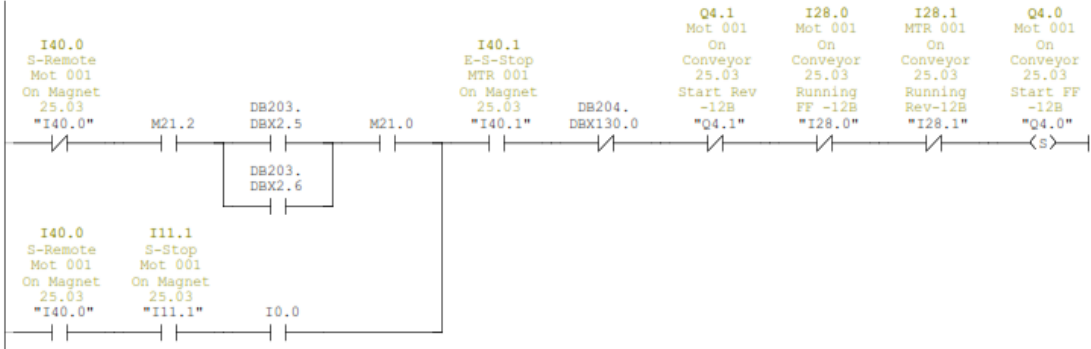 Q4.1
Mot 001
On
Conveyor
25.03
Start Rev
-12B
"Q4.1"
I28.0
Mot 001
On
Conveyor
25.03
Running
FF -12B
"I28.0"
I28.1
MTR 001
On
Conveyor
25.03
Running
Rev-12B
"I28.1"
Q4.0
Mot 001
On
Conveyor
25.03
Start FF
-12B
"Q4.0"
I40.0
S-Remote
Mot 001
On Magnet
25.03
"I40.0"
M21.2
DB203.
DBX2.5
M21.0
I40.1
E-S-Stop
MTR 001
On Magnet
25.03
"I40.1"
DB204.
DBX130.0
S
DB203.
DBX2.6
I40.0
S-Remote
Mot 001
On Magnet
25.03
"I40.0"
I11.1
S-Stop
Mot 001
On Magnet
25.03
"I11.1"
I0.0